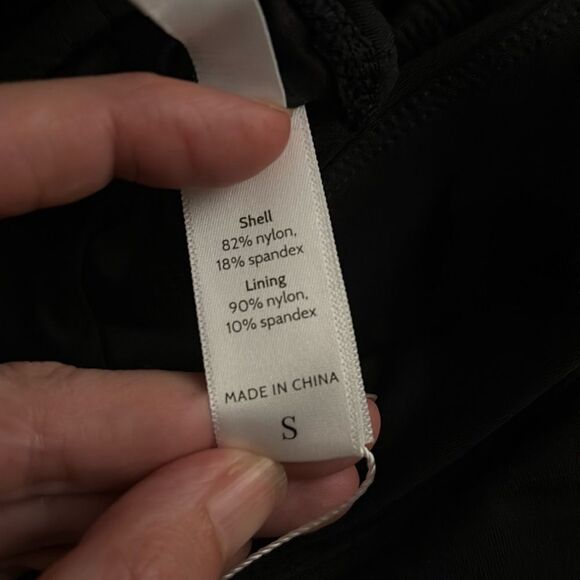 Shell
82% nylon,
18% spandex
Lining
90% nylon,
10% spandex
MADE IN CHINA
S